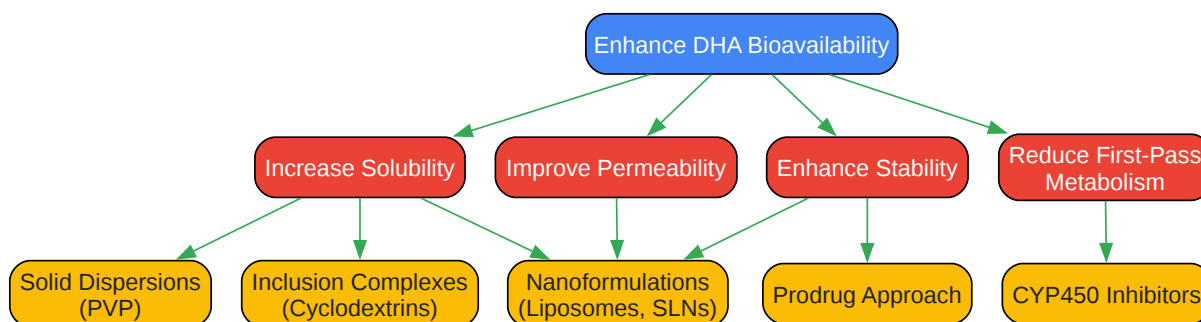 Enhance DHA Bioavailability
Increase Solubility
Improve Permeability
Enhance Stability
Reduce First-Pass
Metabolism
Solid Dispersions
(PVP)
Inclusion Complexes
(Cyclodextrins)
Nanoformulations
(Liposomes, SLNs)
Prodrug Approach
CYP450 Inhibitors